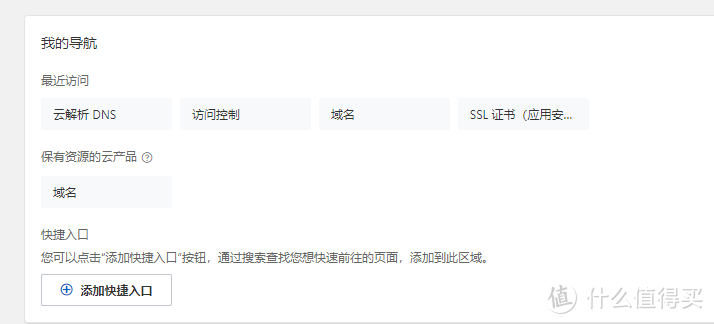 我的导航
最近访问
云解析 DNS 访问控制 域名 SSL 证书（应用安...
保有资源的云产品 ?
域名
快捷入口
您可以点击“添加快捷入口”按钮，通过搜索查找您想快速前往的页面，添加到此区域。
添加快捷入口
值 什么值得买